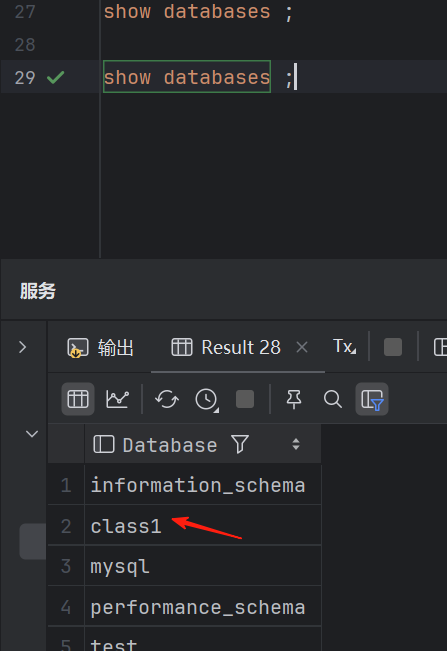 27 show databases ;
28
29 show databases ;
服务
输出 Result 28 Tx
Database
1 information_schema
2 class1
3 mysql
4 performance_schema
5 test